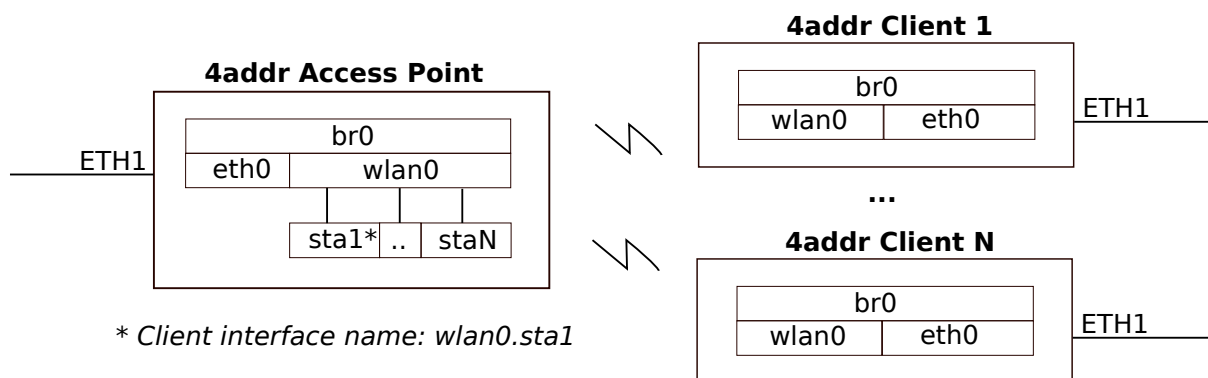 4addr Access Point
ETH1
br0
eth0
wlan0
sta1*
..
staN
* Client interface name: wlan0.sta1
4addr Client 1
br0
wlan0
eth0
ETH1
...
4addr Client N
br0
wlan0
eth0
ETH1